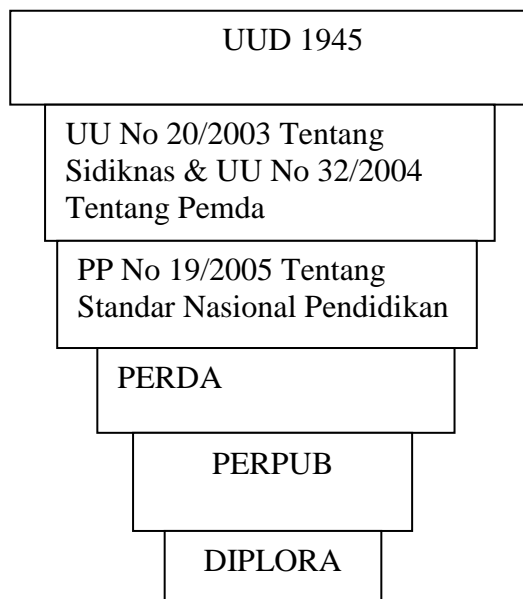 UUD 1945
UU No 20/2003 Tentang
Sidiknas & UU No 32/2004
Tentang Pemda
PP No 19/2005 Tentang
Standar Nasional Pendidikan
PERDA
PERPUB
DIPLORA